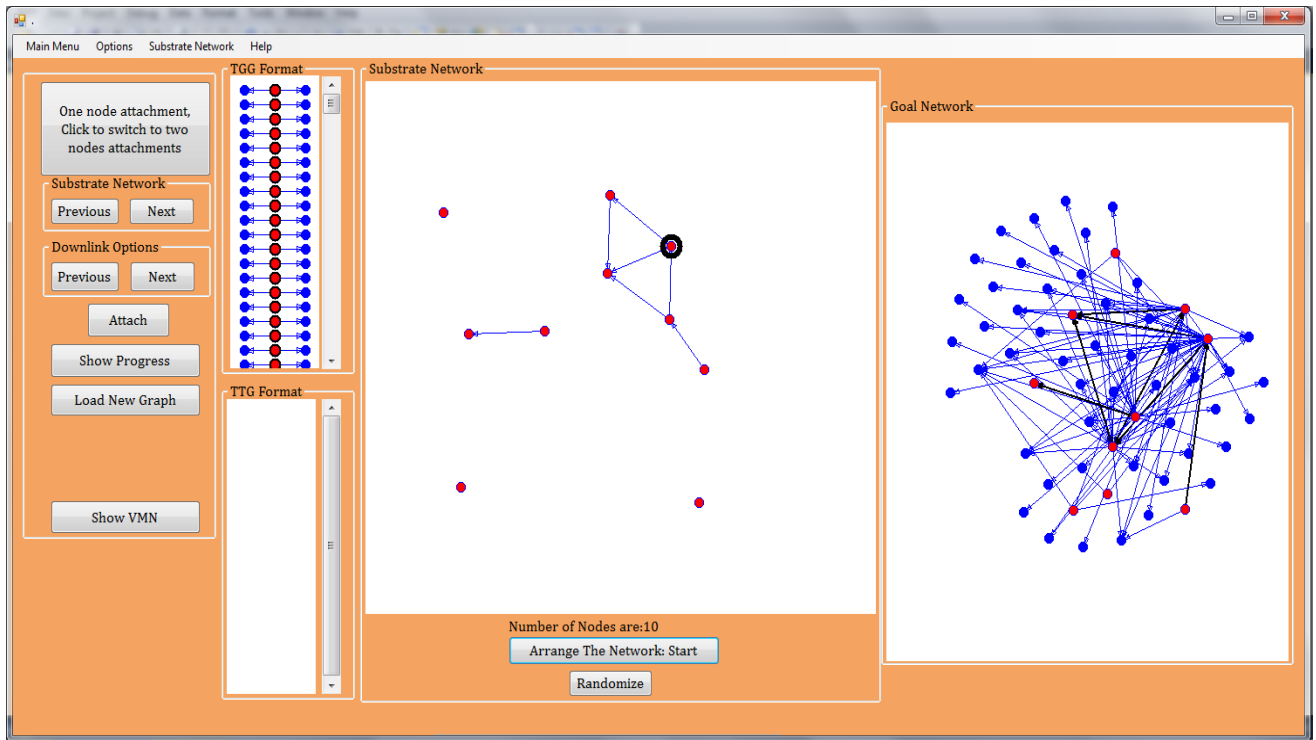 .
Main Menu Options Substrate Network Help
One node attachment,
Click to switch to two
nodes attachments
Substrate Network
Previous Next
Downlink Options
Previous Next
Attach
Show Progress
Load New Graph
Show VMN
TGG Format
TTG Format
Substrate Network
Number of Nodes are:10
Arrange The Network: Start
Randomize
Goal Network